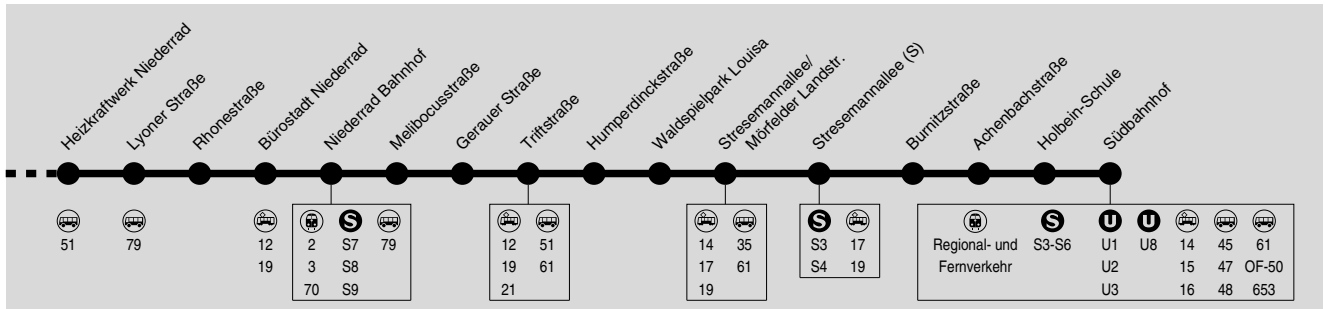 Heizkraftwerk Niederrad
Lyoner Straße
Rhonestraße
Bürostadt Niederrad
Niederrad Bahnhof
Melibocusstraße
Gerauer Straße
Triftstraße
Humperdinckstraße
Waldspielpark Louisa
Stresemannallee/
Mörfelder Landstr.
Stresemannallee (S)
Burnitzstraße
Achenbachstraße
Holbein-Schule
Südbahnhof
51
79
12
19
S
2 S7 79
3 S8
70 S9
12 51
19 61
21
14 35
17 61
19
S
S3 17
S4 19
S U U
Regional- und S3-S6 U1 U8 14 45 61
Fernverkehr U2 15 47 OF-50
U3 16 48 653